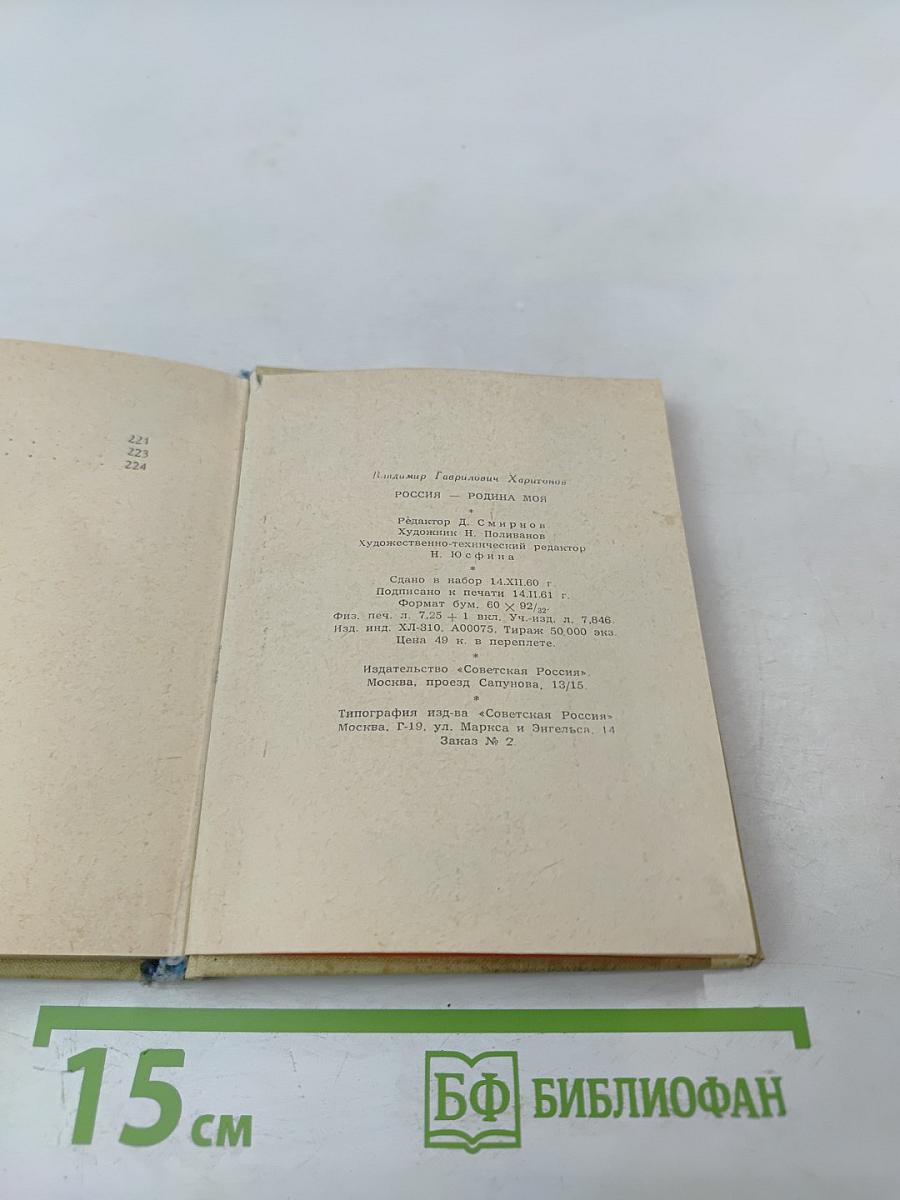 221
223
224
Владимир Гаврилович Харитонов
РОССИЯ — РОДИНА МОЯ
*
Редактор Д. Смирнов
Художник Н. Поливанов
Художественно-технический редактор
Н. Юсфина
*
Сдано в набор 14.XII.60 г.
Подписано к печати 14.II.61 г.
Формат бум. 60 × 92/32.
Физ. печ. л. 7,25 + 1 вкл. Уч.-изд. л. 7,846.
Изд. инд. ХЛ-310. А00075. Тираж 50 000 экз.
Цена 49 к. в переплете.
*
Издательство «Советская Россия».
Москва, проезд Сапунова, 13/15.
*
Типография изд-ва «Советская Россия»
Москва, Г-19, ул. Маркса и Энгельса, 14
Заказ № 2.
15 см
БФ БИБЛИОФАН